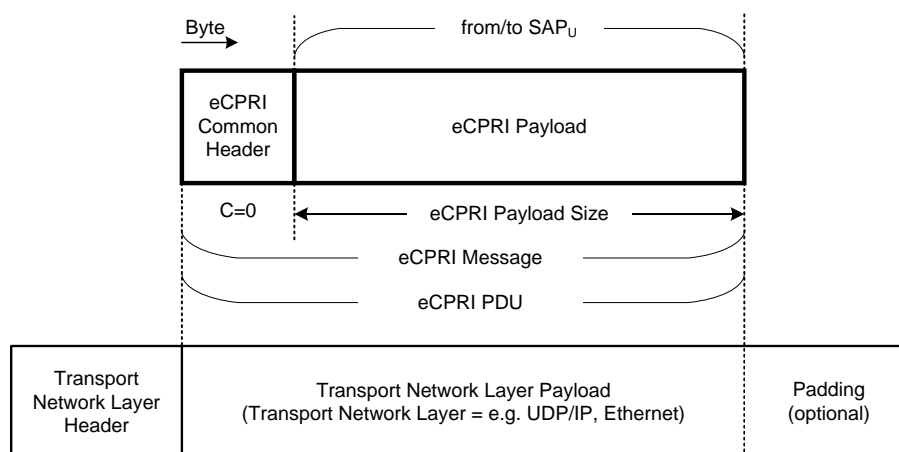 Byte
from/to SAPU
eCPRI
Common
Header
eCPRI Payload
C=0
eCPRI Payload Size
eCPRI Message
eCPRI PDU
Transport
Network Layer
Header
Transport Network Layer Payload
(Transport Network Layer = e.g. UDP/IP, Ethernet)
Padding
(optional)